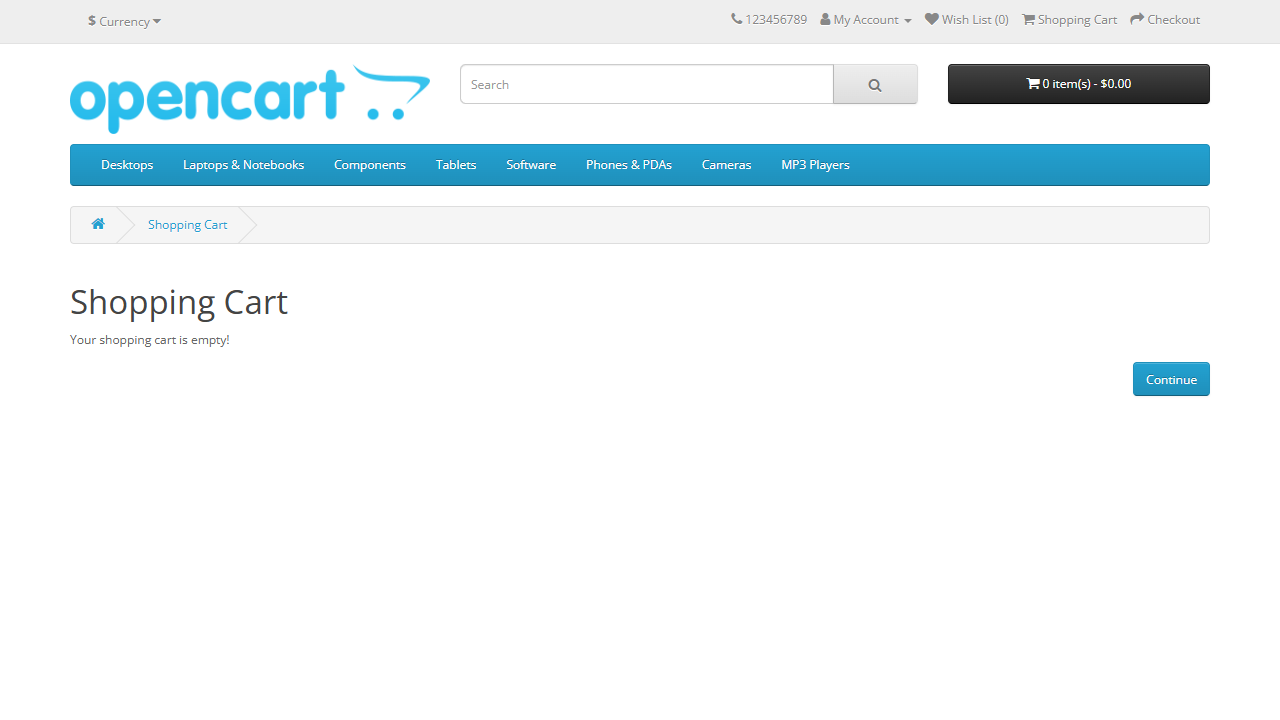 $ Currency
123456789 My Account Wish List (0) Shopping Cart Checkout
opencart
Search
0 item(s) - $0.00
Desktops Laptops & Notebooks Components Tablets Software Phones & PDAs Cameras MP3 Players
Shopping Cart
Shopping Cart
Your shopping cart is empty!
Continue